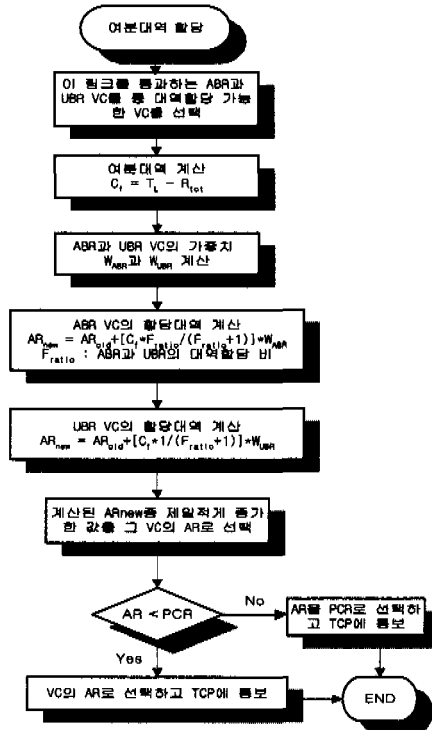 여분대역 할당
이 링크를 통과하는 ABR과
UBR VC를 중 대역할당 가능
한 VC를 선택
여분대역 계산
C_f = T_L - R_tot
ABR과 UBR VC의 가중치
W_ABR과 W_UBR 계산
ABR VC의 할당대역 계산
AR_new = AR_old+[C_f*F_ratio/(F_ratio+1)]*W_ABR
F_ratio : ABR과 UBR의 대역할당 비
UBR VC의 할당대역 계산
AR_new = AR_old+[C_f*1/(F_ratio+1)]*W_UBR
계산된 ARnew중 제일적게 증가
한 값을 그 VC의 AR로 선택
AR < PCR
No
AR을 PCR로 선택하
고 TCP에 통보
Yes
VC의 AR로 선택하고 TCP에 통보
END